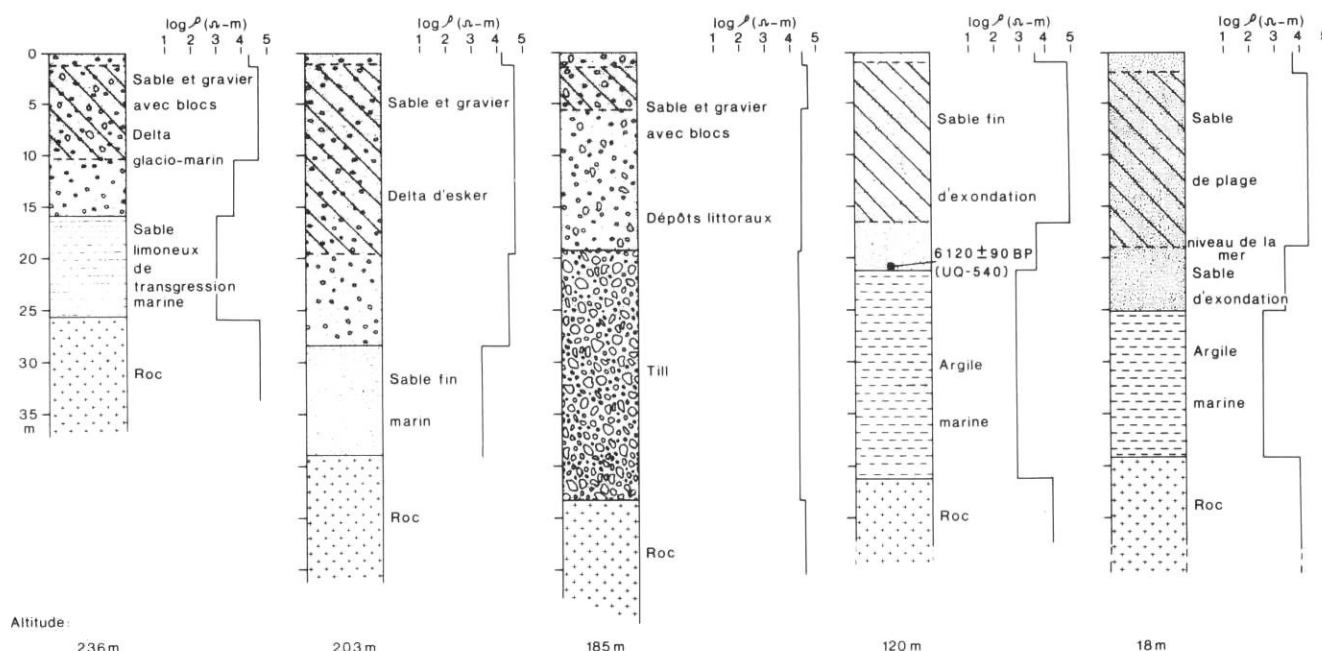 log ρ (Ω-m)
1 2 3 4 5
0
5
10
15
20
25
30
35
m
Sable et gravier
avec blocs
Delta
glacio-marin
Sable
limoneux
de
transgression
marine
Roc
log ρ (Ω-m)
1 2 3 4 5
Sable et gravier
Delta d'esker
Sable fin
marin
Roc
log ρ (Ω-m)
1 2 3 4 5
Sable et gravier
avec blocs
Dépôts littoraux
Till
Roc
log ρ (Ω-m)
1 2 3 4 5
Sable fin
d'exondation
6120 ± 90 BP
(UQ-540)
Argile
marine
Roc
log ρ (Ω-m)
1 2 3 4 5
Sable
de plage
niveau de la
mer
Sable
d'exondation
Argile
marine
Roc
Altitude:
236 m
203 m
185 m
120 m
18 m